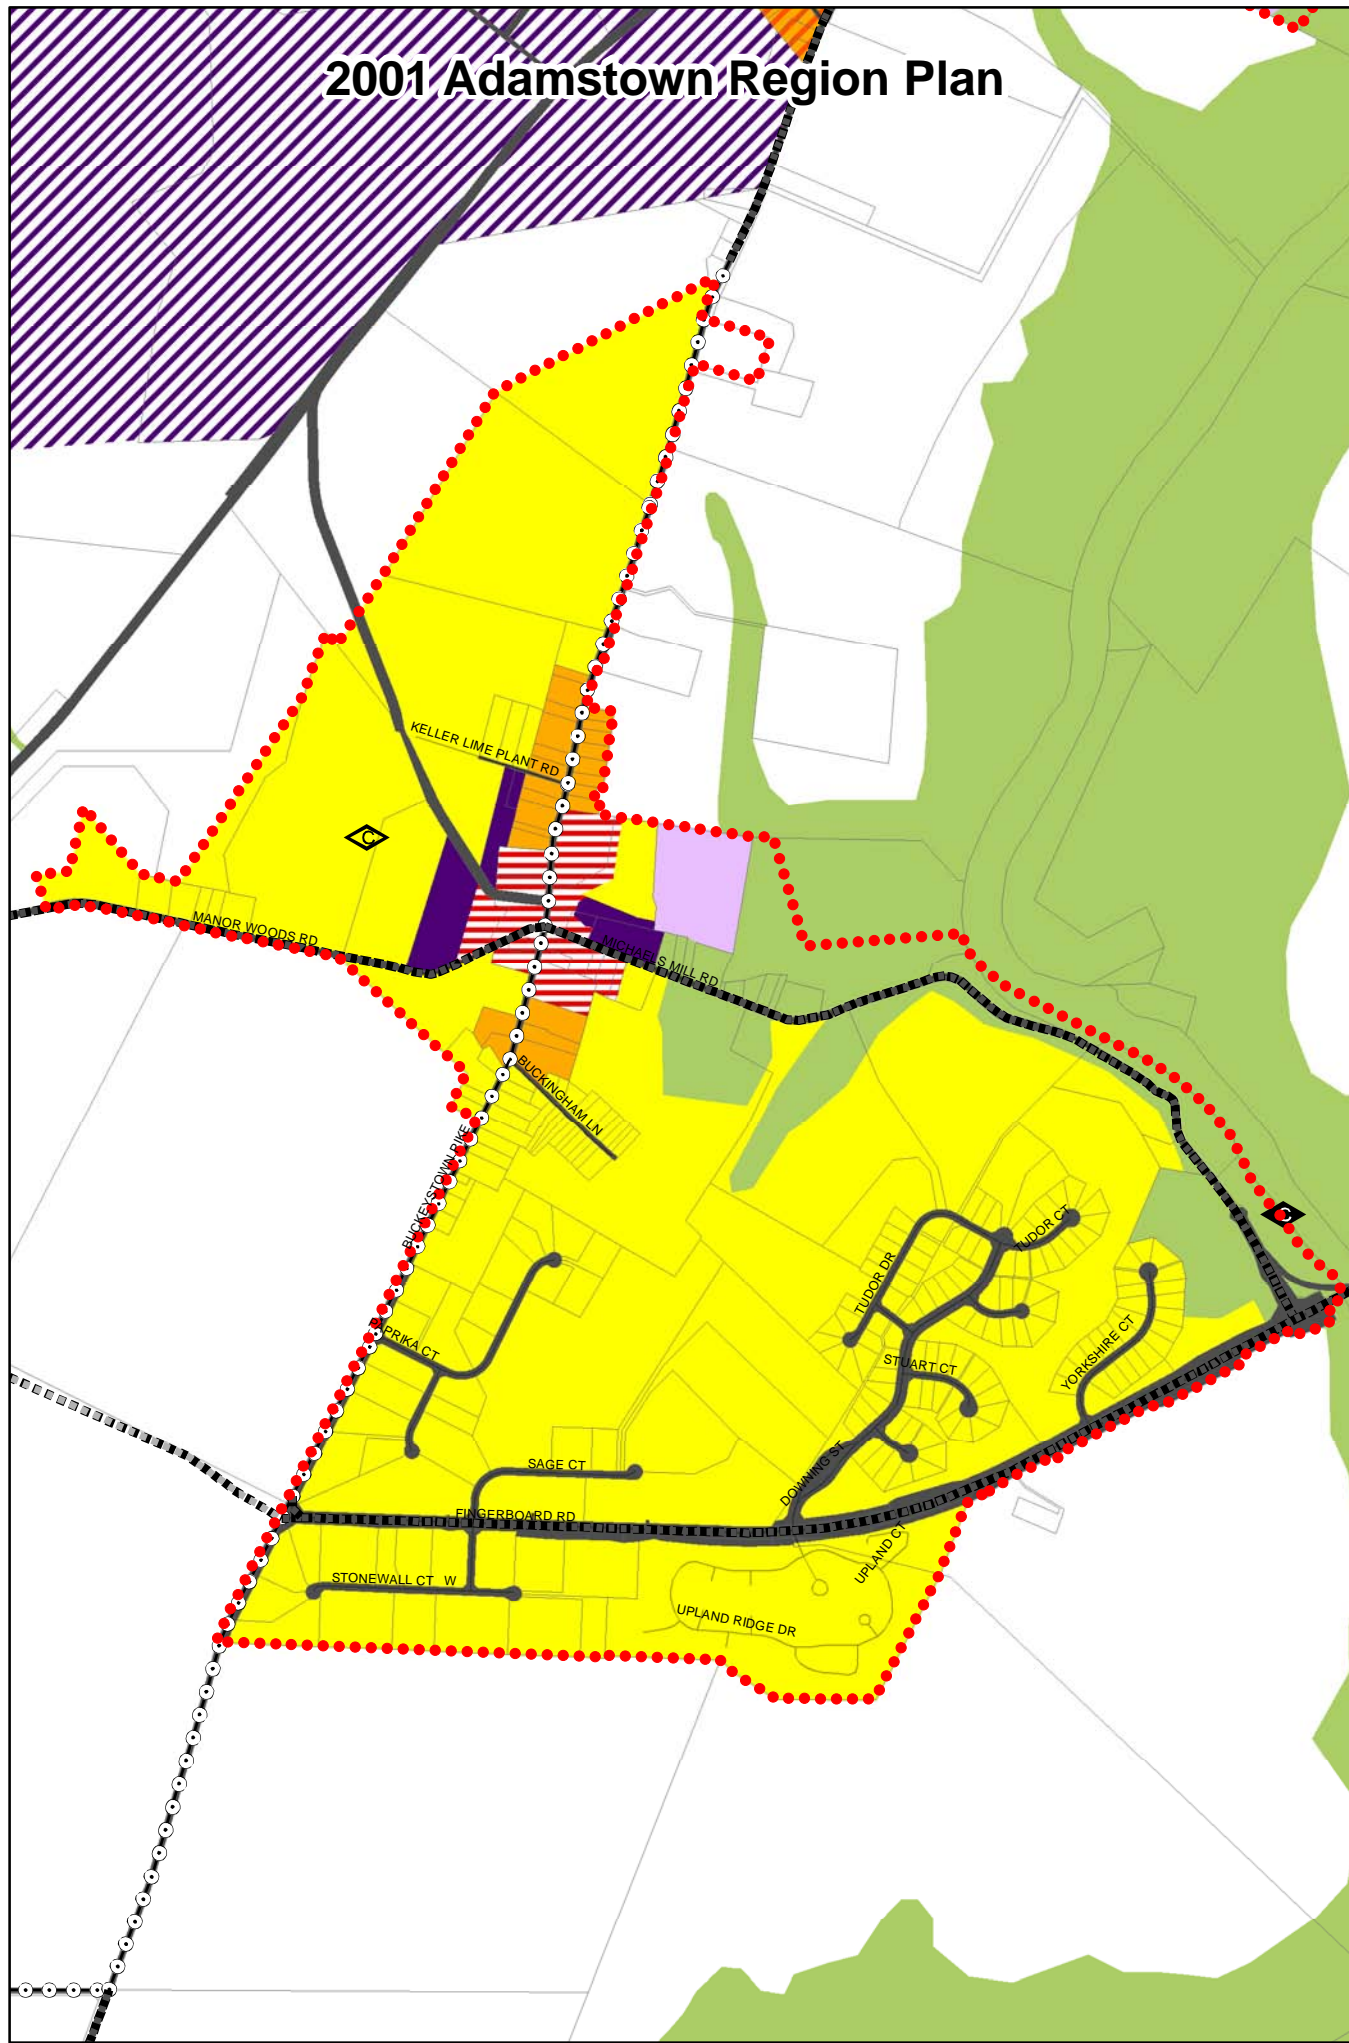 2001 Adamstown Region Plan
KELLER LIME PLANT RD
C
MANOR WOODS RD
MICHAELS MILL RD
BUCKINGHAM LN
BUCKEYSTOWN PIKE
C
TUDOR CT
TUDOR DR
PAPRIKA CT
STUART CT
YORKSHIRE CT
SAGE CT
DOWNING ST
FINGERBOARD RD
UPLAND CT
STONEWALL CT W
UPLAND RIDGE DR